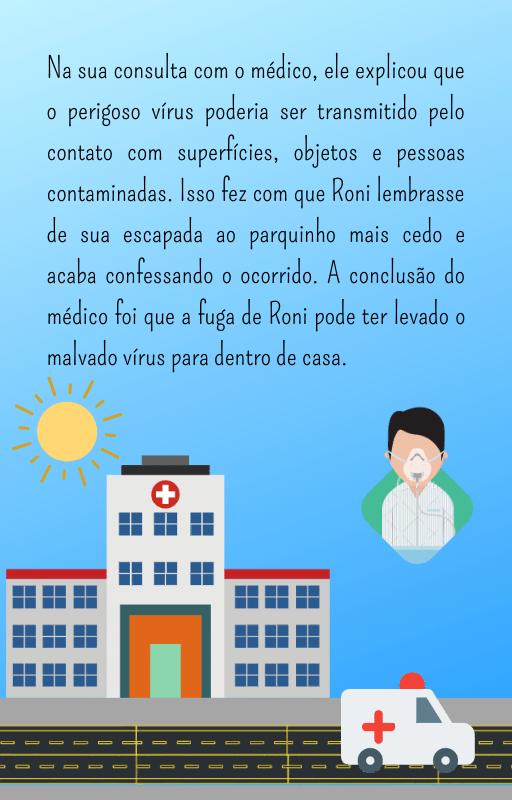 Na sua consulta com o médico, ele explicou que
o perigoso vírus poderia ser transmitido pelo
contato com superfícies, objetos e pessoas
contaminadas. Isso fez com que Roni lembrasse
de sua escapada ao parquinho mais cedo e
acaba confessando o ocorrido. A conclusão do
médico foi que a fuga de Roni pode ter levado o
malvado vírus para dentro de casa.